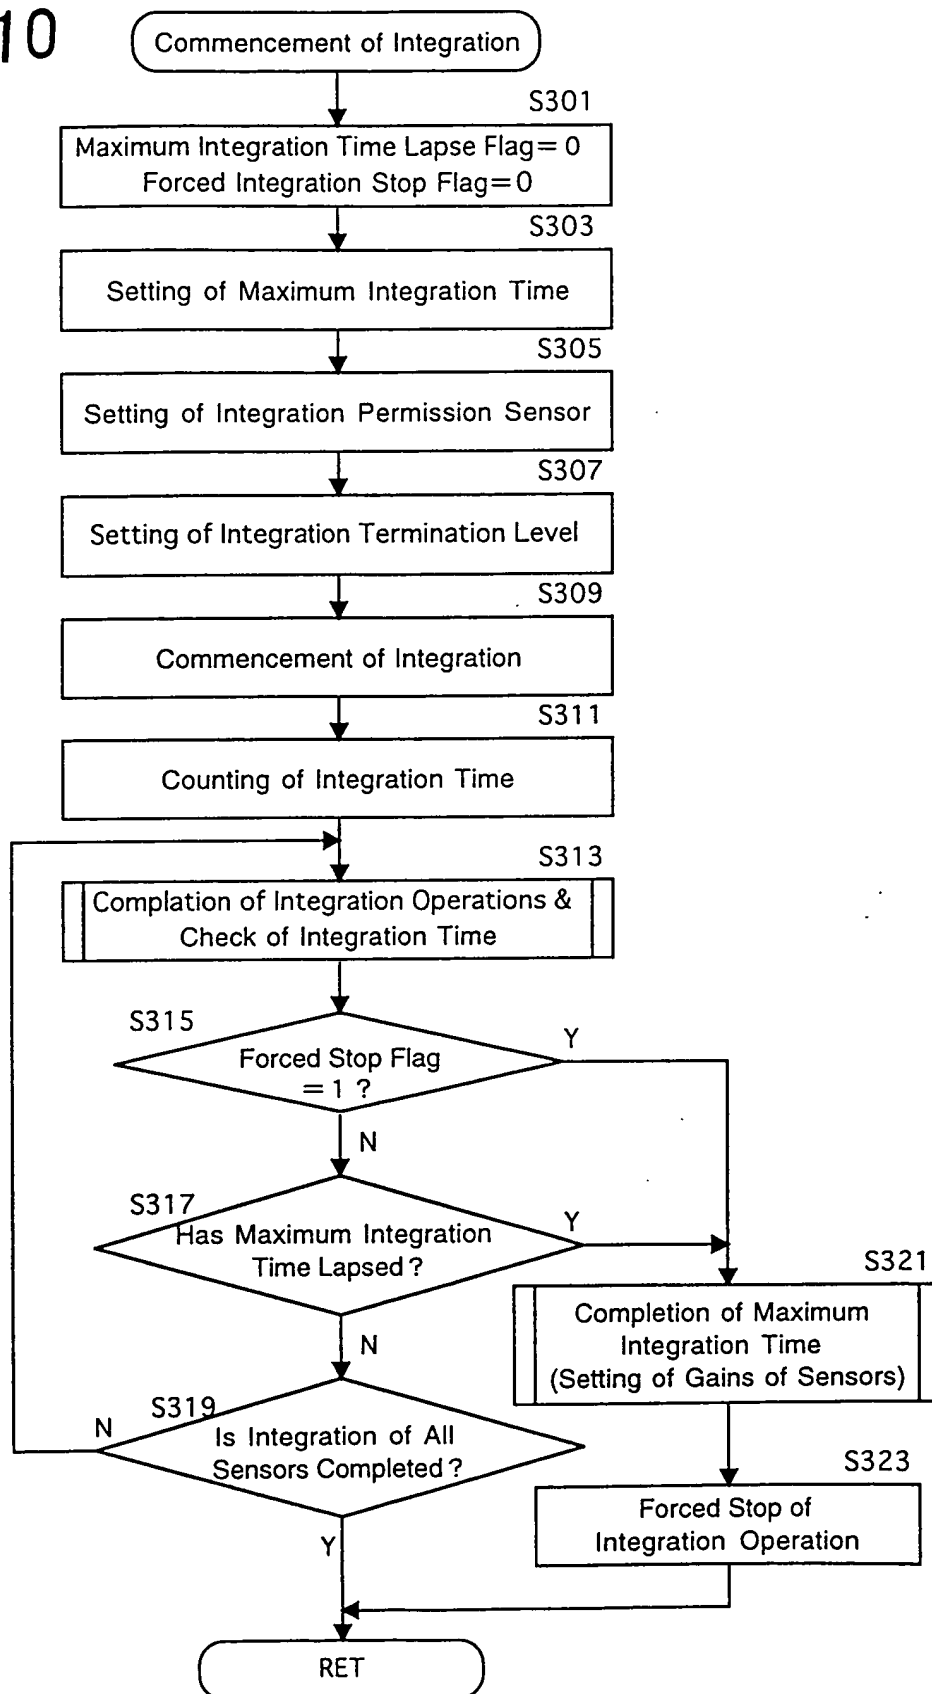 10
Commencement of Integration
S301
Maximum Integration Time Lapse Flag=0
Forced Integration Stop Flag=0
S303
Setting of Maximum Integration Time
S305
Setting of Integration Permission Sensor
S307
Setting of Integration Termination Level
S309
Commencement of Integration
S311
Counting of Integration Time
S313
Complation of Integration Operations &
Check of Integration Time
S315
Forced Stop Flag
=1 ?
Y
N
S317
Has Maximum Integration
Time Lapsed ?
Y
N
S321
Completion of Maximum
Integration Time
(Setting of Gains of Sensors)
S319
Is Integration of All
Sensors Completed ?
N
Y
S323
Forced Stop of
Integration Operation
RET